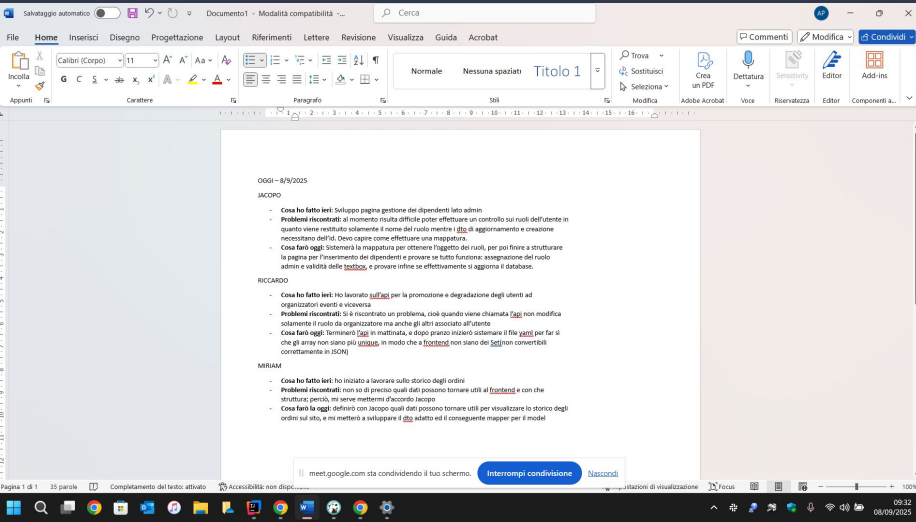 Salvataggio automatico
Documento1 - Modalità compatibilità -...
Cerca
AP
File Home Inserisci Disegno Progettazione Layout Riferimenti Lettere Revisione Visualizza Guida Acrobat
Commenti Modifica Condividi
Incolla
Calibri (Corpo) 11
G C S ab x₂ x²
Normale Nessuna spaziati Titolo 1
Trova
Sostituisci
Seleziona
Crea un PDF
Dettatura
Sensitivity
Editor
Add-ins
Appunti Carattere Paragrafo Stili Modifica Adobe Acrobat Voce Riservatezza Editor Componenti a...
OGGI – 8/9/2025
JACOPO
- Cosa ho fatto ieri: Sviluppo pagina gestione dei dipendenti lato admin
- Problemi riscontrati: al momento risulta difficile poter effettuare un controllo sui ruoli dell'utente in
quanto viene restituito solamente il nome del ruolo mentre i dto di aggiornamento e creazione
necessitano dell'id. Devo capire come effettuare una mappatura.
- Cosa farò oggi: Sistemerà la mappatura per ottenere l'oggetto dei ruoli, per poi finire a strutturare
la pagina per l'inserimento dei dipendenti e provare se tutto funziona: assegnazione del ruolo
admin e validità delle textbox, e provare infine se effettivamente si aggiorna il database.
RICCARDO
- Cosa ho fatto ieri: Ho lavorato sull'api per la promozione e degradazione degli utenti ad
organizzatori eventi e viceversa
- Problemi riscontrati: Si è riscontrato un problema, cioè quando viene chiamata l'api non modifica
solamente il ruolo da organizzatore ma anche gli altri associati all'utente
- Cosa farò oggi: Terminerò l'api in mattinata, e dopo pranzo inizierò sistemare il file yaml per far sì
che gli array non siano più unique, in modo che a frontend non siano dei Set(non convertibili
correttamente in JSON)
MIRIAM
- Cosa ho fatto ieri: ho iniziato a lavorare sullo storico degli ordini
- Problemi riscontrati: non so di preciso quali dati possono tornare utili al frontend e con che
struttura; perciò, mi serve mettermi d'accordo Jacopo
- Cosa farò la oggi: definirò con Jacopo quali dati possono tornare utili per visualizzare lo storico degli
ordini sul sito, e mi metterò a sviluppare il dto adatto ed il conseguente mapper per il model
meet.google.com sta condividendo il tuo schermo. Interrompi condivisione Nascondi
Pagina 1 di 1 35 parole Completamento del testo: attivato Accessibilità: non dispo Impostazioni di visualizzazione Focus 100%
09:32
08/09/2025